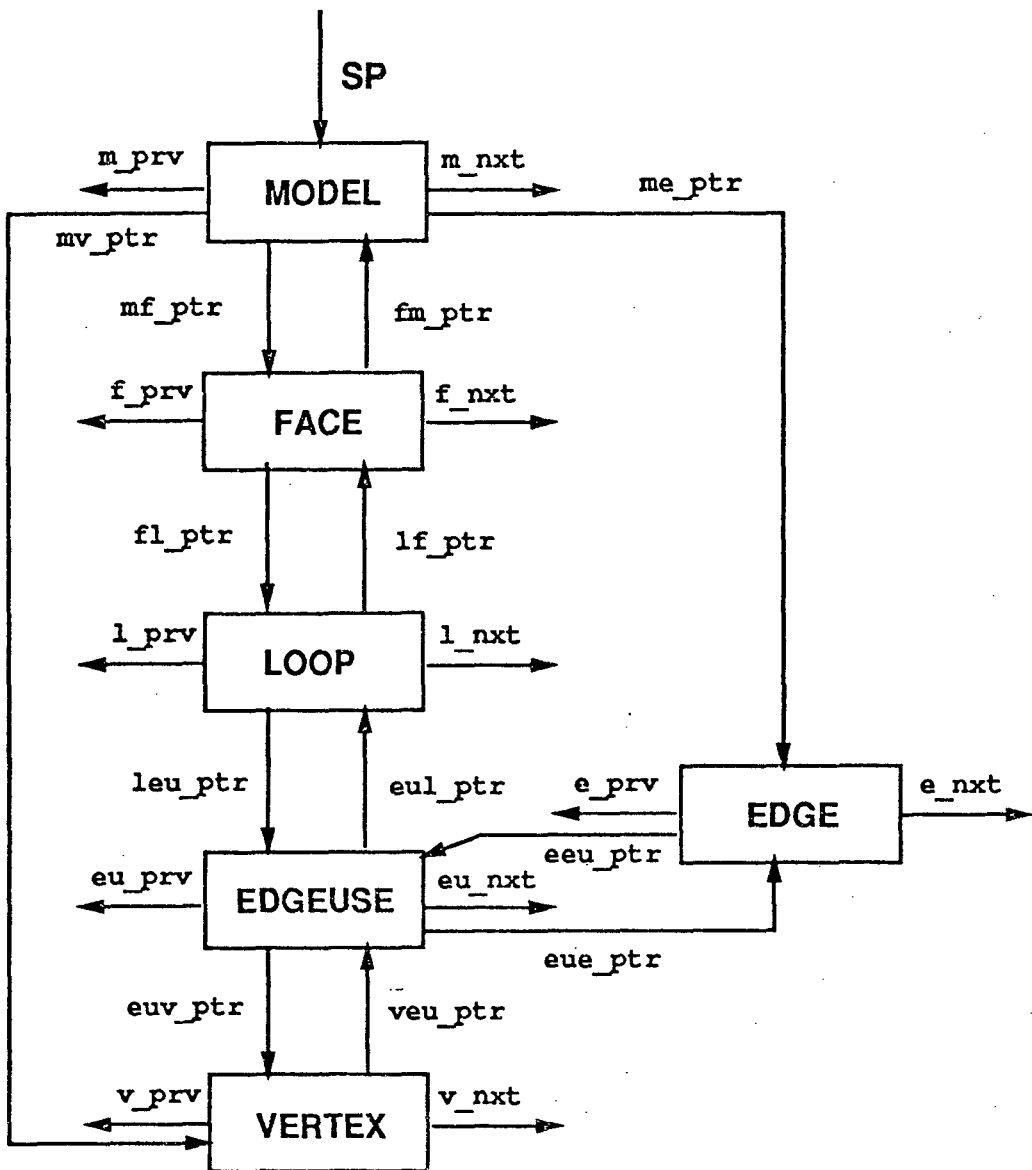 SP
m_prv
MODEL
m_nxt
me_ptr
mv_ptr
mf_ptr
fm_ptr
f_prv
FACE
f_nxt
fl_ptr
lf_ptr
l_prv
LOOP
l_nxt
leu_ptr
eul_ptr
e_prv
EDGE
e_nxt
eeu_ptr
eu_prv
EDGEUSE
eu_nxt
eue_ptr
euv_ptr
veu_ptr
v_prv
VERTEX
v_nxt